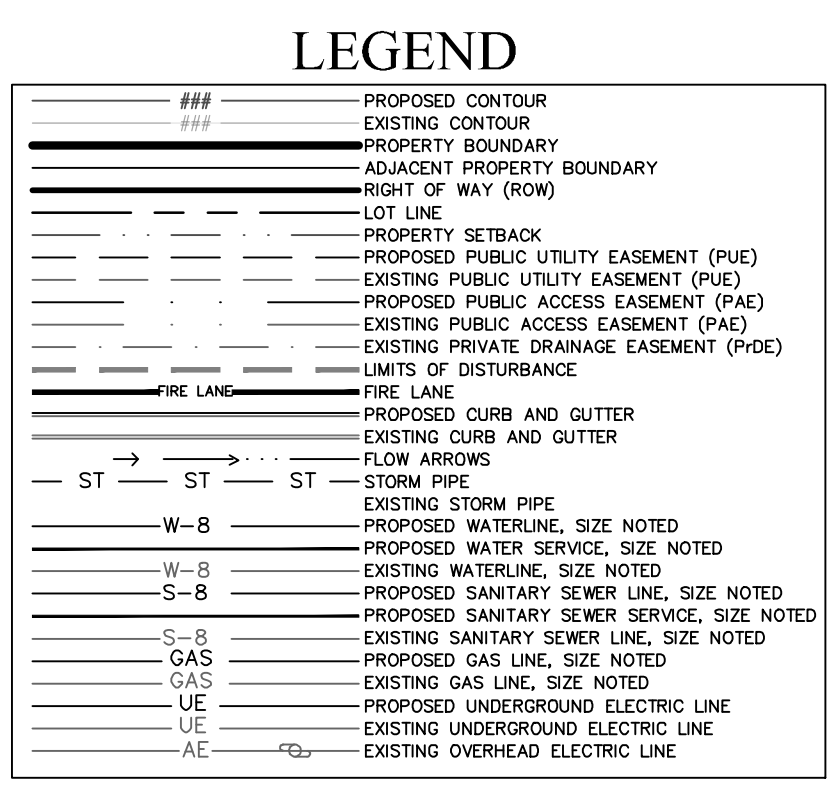 LEGEND
### PROPOSED CONTOUR
### EXISTING CONTOUR
PROPERTY BOUNDARY
ADJACENT PROPERTY BOUNDARY
RIGHT OF WAY (ROW)
LOT LINE
PROPERTY SETBACK
PROPOSED PUBLIC UTILITY EASEMENT (PUE)
EXISTING PUBLIC UTILITY EASEMENT (PUE)
PROPOSED PUBLIC ACCESS EASEMENT (PAE)
EXISTING PUBLIC ACCESS EASEMENT (PAE)
EXISTING PRIVATE DRAINAGE EASEMENT (PrDE)
LIMITS OF DISTURBANCE
FIRE LANE FIRE LANE
PROPOSED CURB AND GUTTER
EXISTING CURB AND GUTTER
FLOW ARROWS
ST ST ST STORM PIPE
EXISTING STORM PIPE
W-8 PROPOSED WATERLINE, SIZE NOTED
PROPOSED WATER SERVICE, SIZE NOTED
W-8 EXISTING WATERLINE, SIZE NOTED
S-8 PROPOSED SANITARY SEWER LINE, SIZE NOTED
PROPOSED SANITARY SEWER SERVICE, SIZE NOTED
S-8 EXISTING SANITARY SEWER LINE, SIZE NOTED
GAS PROPOSED GAS LINE, SIZE NOTED
GAS EXISTING GAS LINE, SIZE NOTED
UE PROPOSED UNDERGROUND ELECTRIC LINE
UE EXISTING UNDERGROUND ELECTRIC LINE
AE EXISTING OVERHEAD ELECTRIC LINE